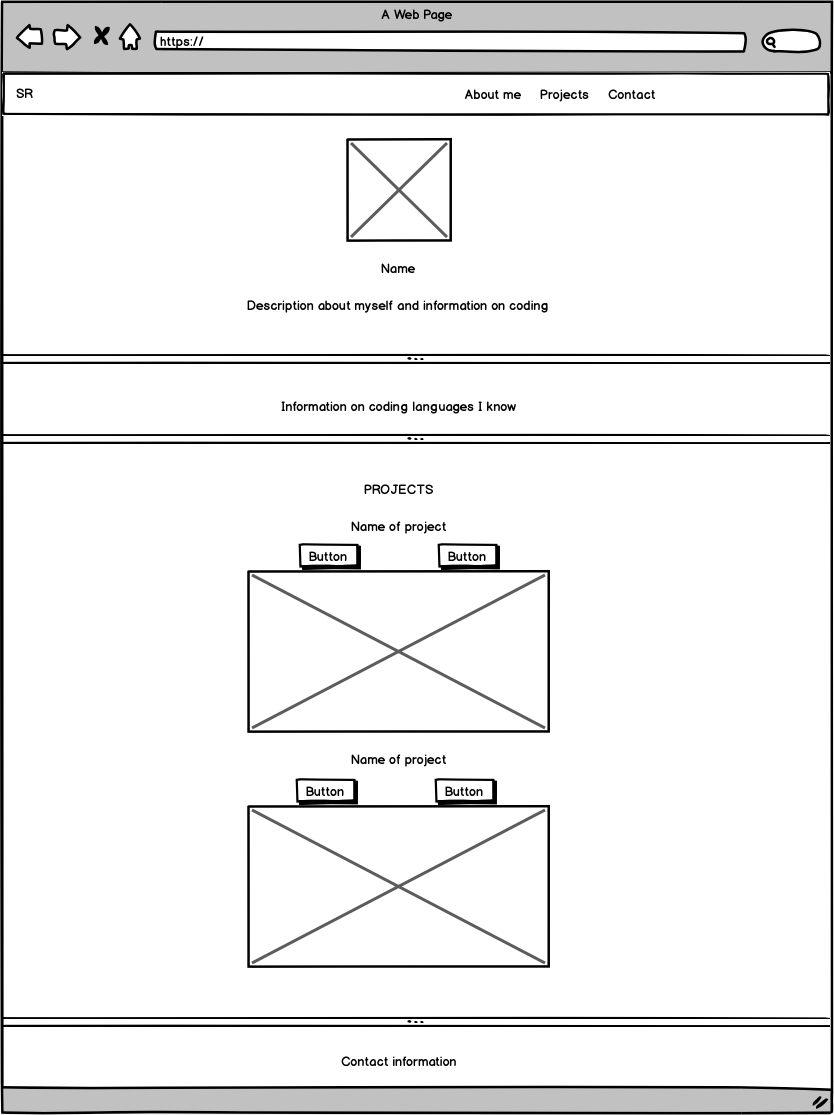 A Web Page
https://
SR About me Projects Contact
Name
Description about myself and information on coding
Information on coding languages I know
PROJECTS
Name of project
Button Button
Name of project
Button Button
Contact information